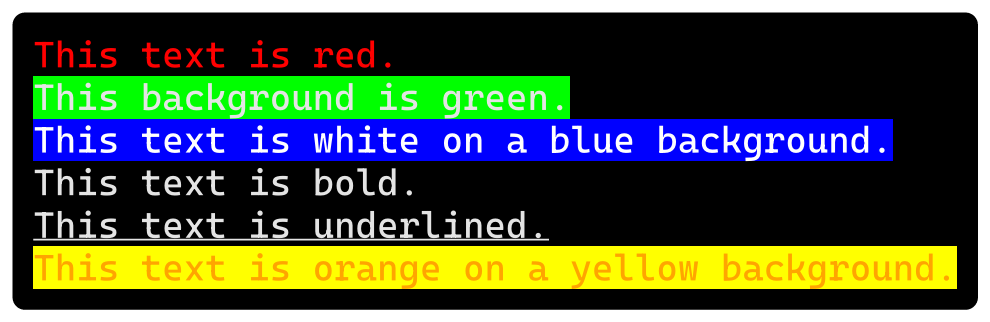 This text is red.
This background is green.
This text is white on a blue background.
This text is bold.
This text is underlined.
This text is orange on a yellow background.